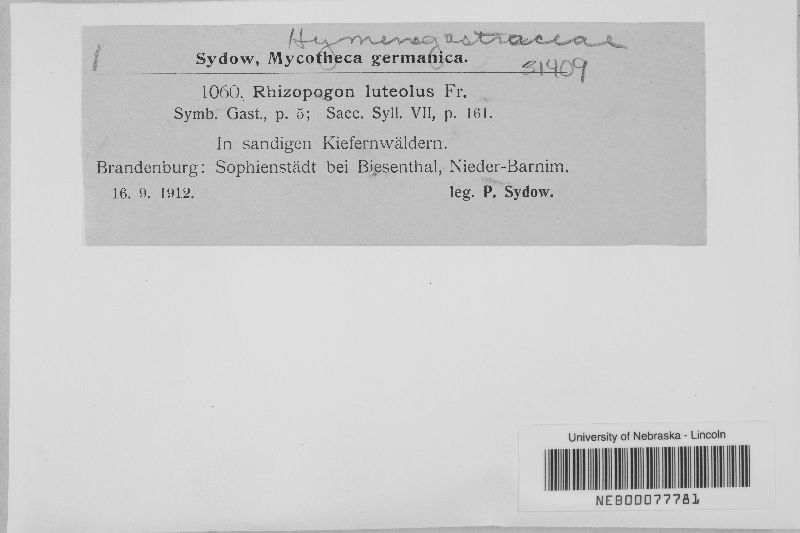 Hymenogastraceae
1
Sydow, Mycotheca germanica.
31409
1060. Rhizopogon luteolus Fr.
Symb. Gast., p. 5; Sacc. Syll. VII, p. 161.
In sandigen Kiefernwäldern.
Brandenburg: Sophienstädt bei Biesenthal, Nieder-Barnim.
16. 9. 1912. leg. P. Sydow.
University of Nebraska - Lincoln
NEB00077781